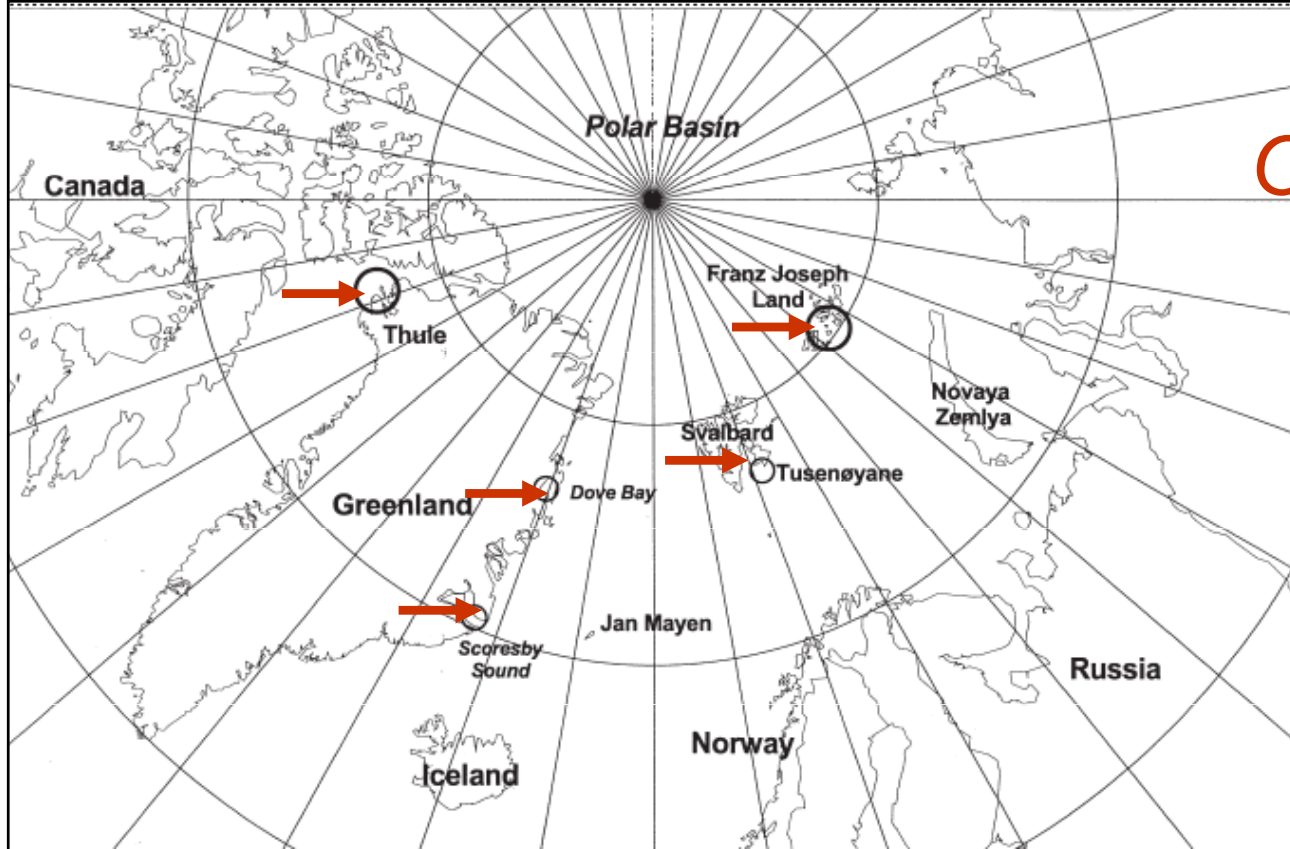 Polar Basin
C
Canada
Franz Joseph
Land
Thule
Novaya
Zemlya
Svalbard
Tusenøyane
Greenland
Dove Bay
Jan Mayen
Scoresby
Sound
Russia
Norway
Iceland